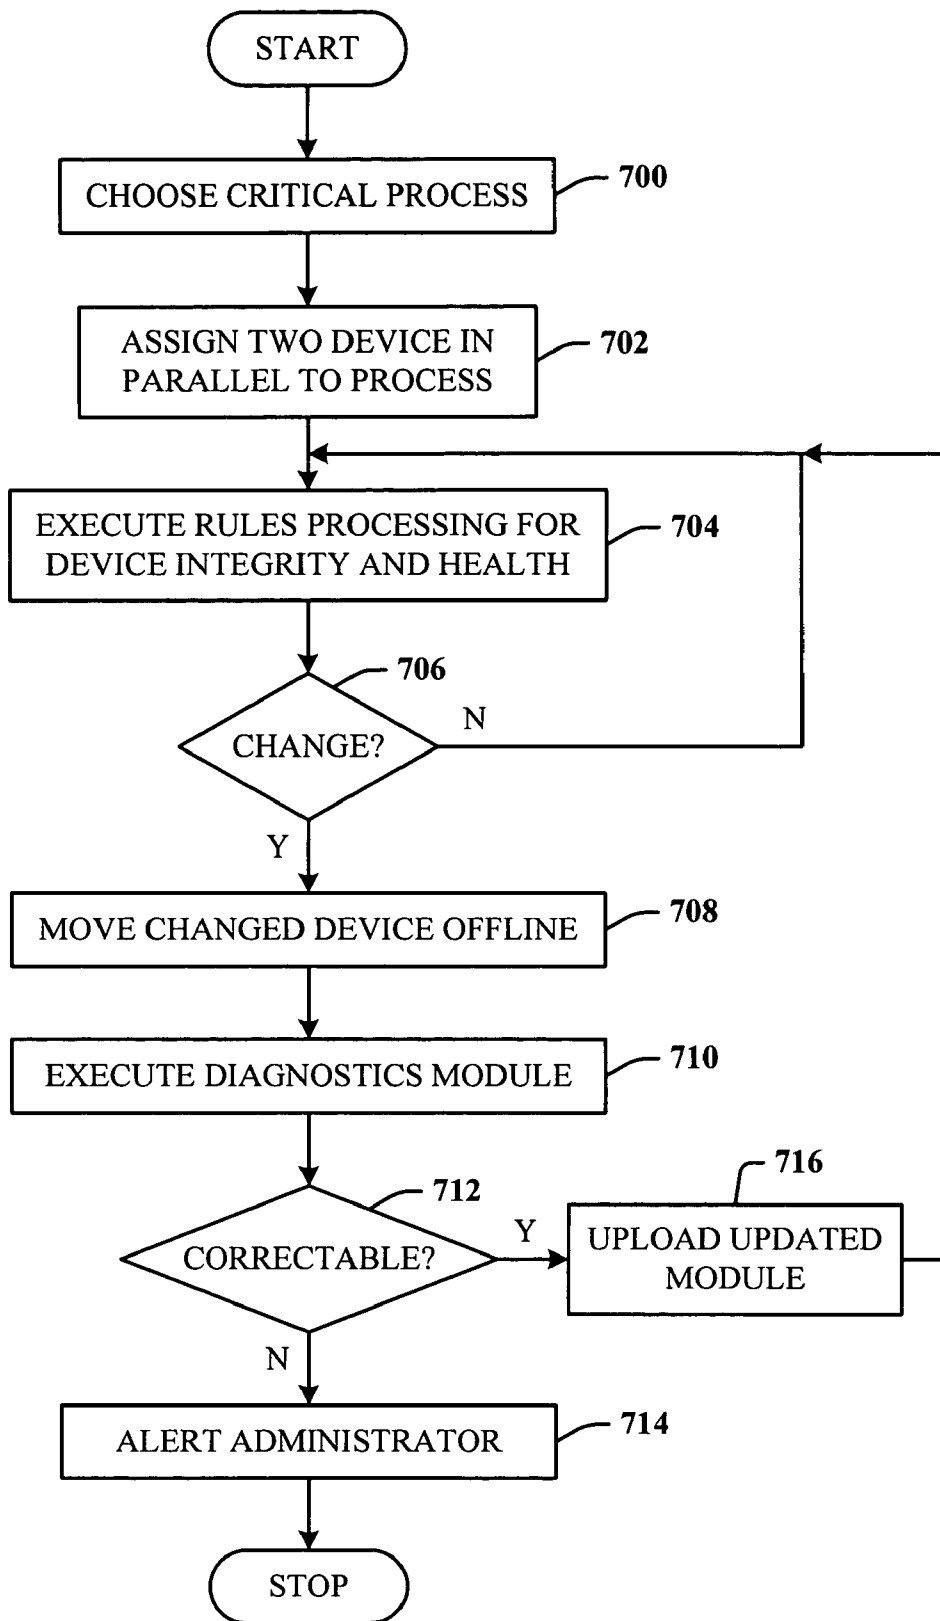 START
CHOOSE CRITICAL PROCESS
700
ASSIGN TWO DEVICE IN
PARALLEL TO PROCESS
702
EXECUTE RULES PROCESSING FOR
DEVICE INTEGRITY AND HEALTH
704
706
CHANGE?
N
Y
MOVE CHANGED DEVICE OFFLINE
708
EXECUTE DIAGNOSTICS MODULE
710
712
CORRECTABLE?
Y
716
UPLOAD UPDATED
MODULE
N
ALERT ADMINISTRATOR
714
STOP